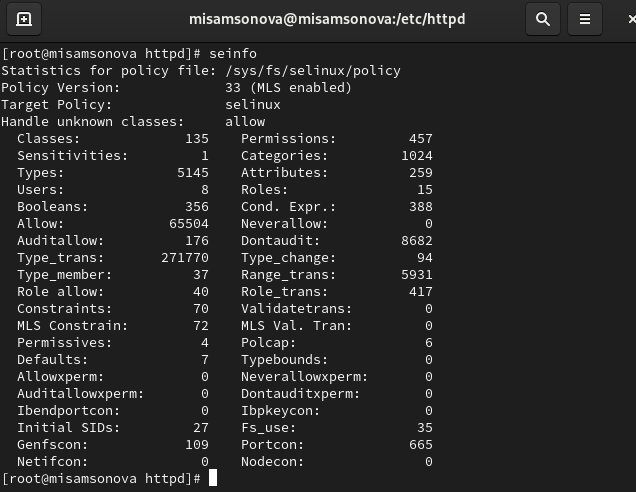 misamsonova@misamsonova:/etc/httpd
[root@misamsonova httpd]# seinfo
Statistics for policy file: /sys/fs/selinux/policy
Policy Version:             33 (MLS enabled)
Target Policy:              selinux
Handle unknown classes:     allow
  Classes:             135    Permissions:         457
  Sensitivities:         1    Categories:         1024
  Types:              5145    Attributes:          259
  Users:                 8    Roles:                15
  Booleans:            356    Cond. Expr.:         388
  Allow:             65504    Neverallow:            0
  Auditallow:          176    Dontaudit:          8682
  Type_trans:       271770    Type_change:          94
  Type_member:          37    Range_trans:        5931
  Role allow:           40    Role_trans:          417
  Constraints:          70    Validatetrans:         0
  MLS Constrain:        72    MLS Val. Tran:         0
  Permissives:           4    Polcap:                6
  Defaults:              7    Typebounds:            0
  Allowxperm:            0    Neverallowxperm:       0
  Auditallowxperm:       0    Dontauditxperm:        0
  Ibendportcon:          0    Ibpkeycon:             0
  Initial SIDs:         27    Fs_use:               35
  Genfscon:            109    Portcon:             665
  Netifcon:              0    Nodecon:               0
[root@misamsonova httpd]#